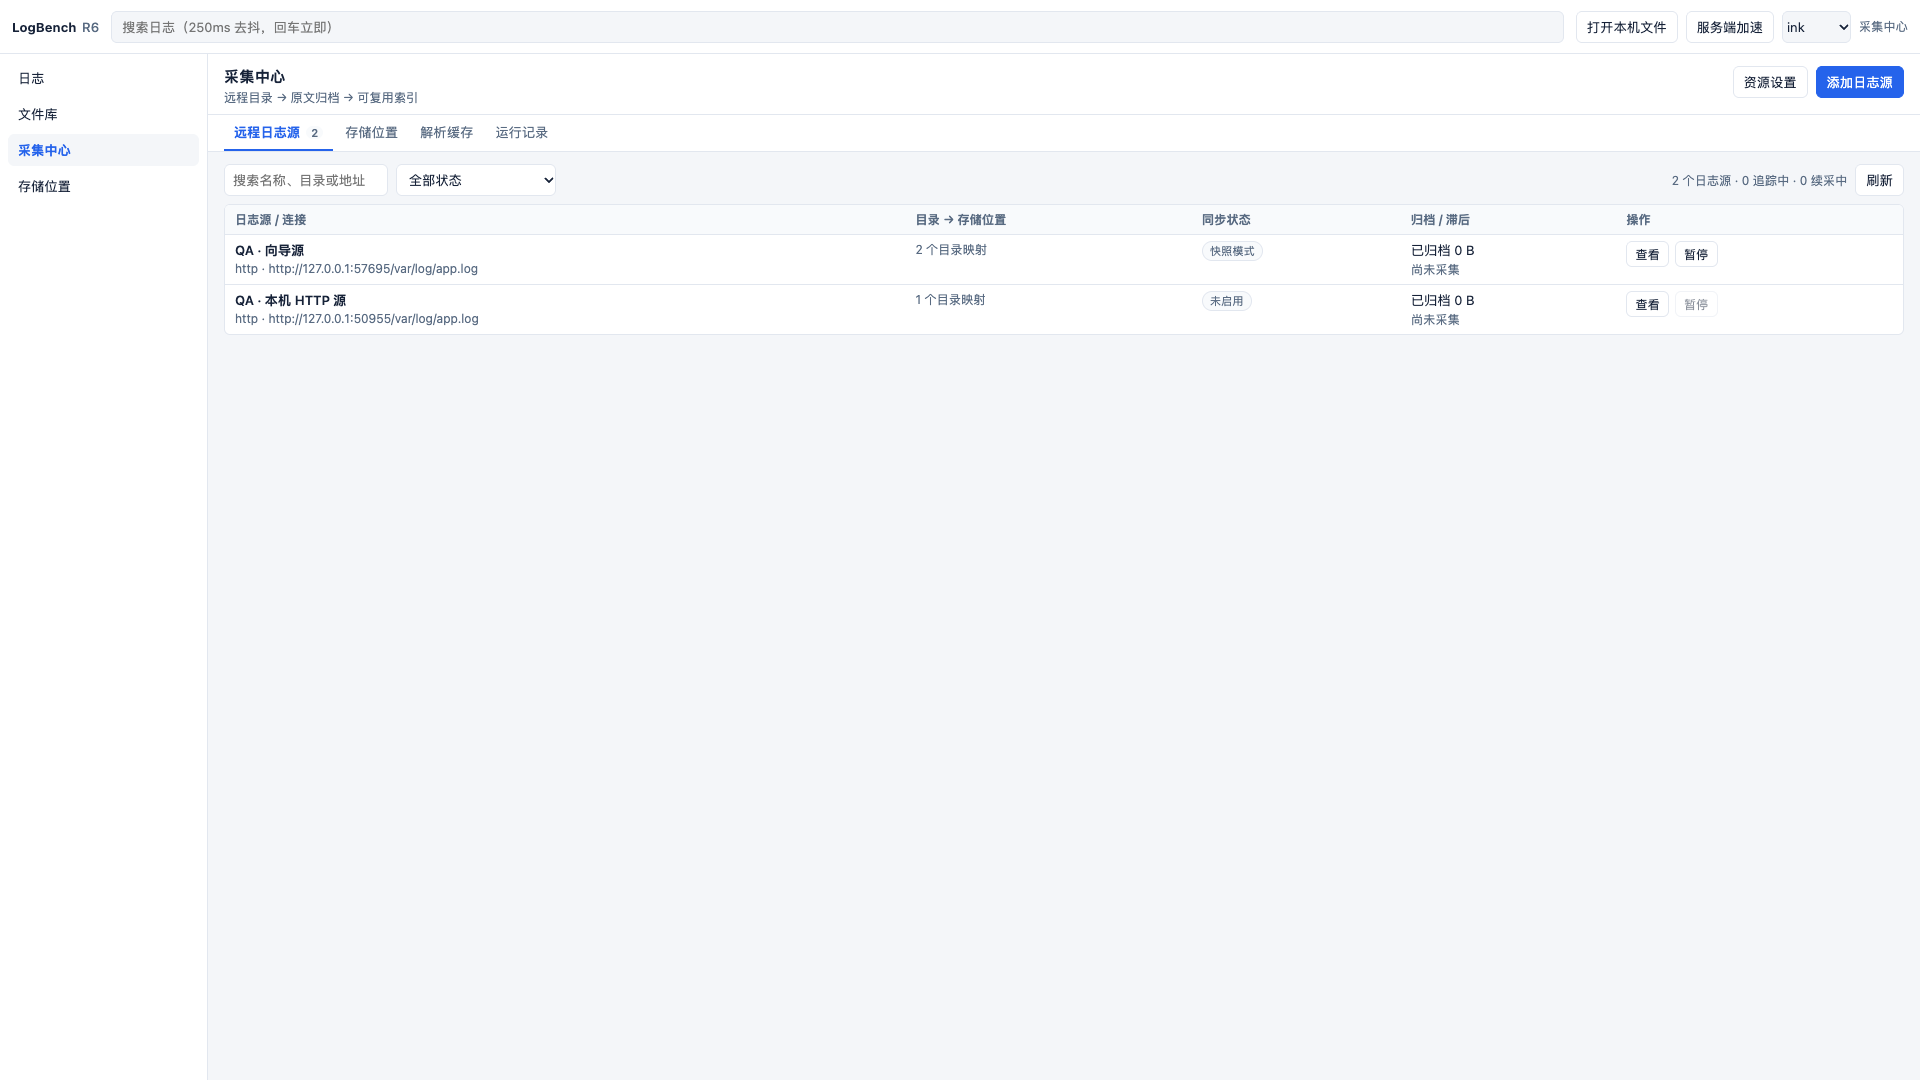 LogBench R6 搜索日志（250ms 去抖，回车立即） 打开本机文件 服务端加速 ink 采集中心
日志
文件库
采集中心
存储位置
采集中心
远程目录 → 原文归档 → 可复用索引
资源设置 添加日志源
远程日志源 2 存储位置 解析缓存 运行记录
搜索名称、目录或地址 全部状态 2 个日志源 · 0 追踪中 · 0 续采中 刷新
日志源 / 连接 目录 → 存储位置 同步状态 归档 / 滞后 操作
QA · 向导源 2 个目录映射 快照模式 已归档 0 B 查看 暂停
http · http://127.0.0.1:57695/var/log/app.log 尚未采集
QA · 本机 HTTP 源 1 个目录映射 未启用 已归档 0 B 查看 暂停
http · http://127.0.0.1:50955/var/log/app.log 尚未采集